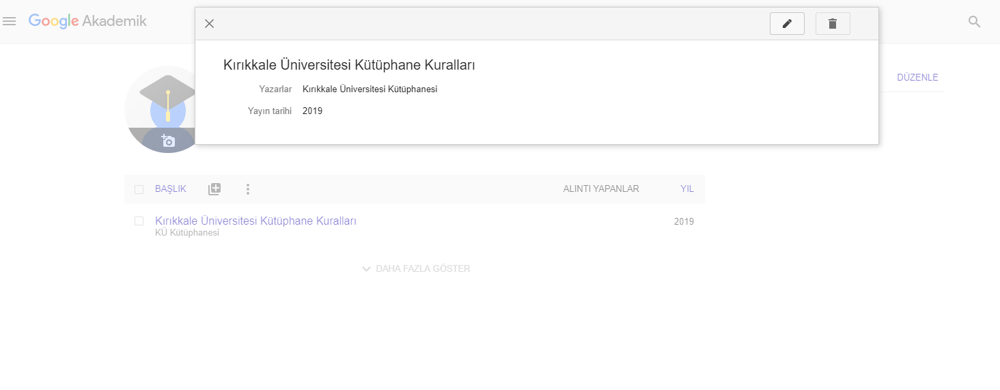 Google Akademik
Kırıkkale Üniversitesi Kütüphane Kuralları
Yazarlar Kırıkkale Üniversitesi Kütüphanesi
Yayın tarihi 2019
DÜZENLE
BAŞLIK ALINTI YAPANLAR YIL
Kırıkkale Üniversitesi Kütüphane Kuralları 2019
KÜ Kütüphanesi
DAHA FAZLA GÖSTER